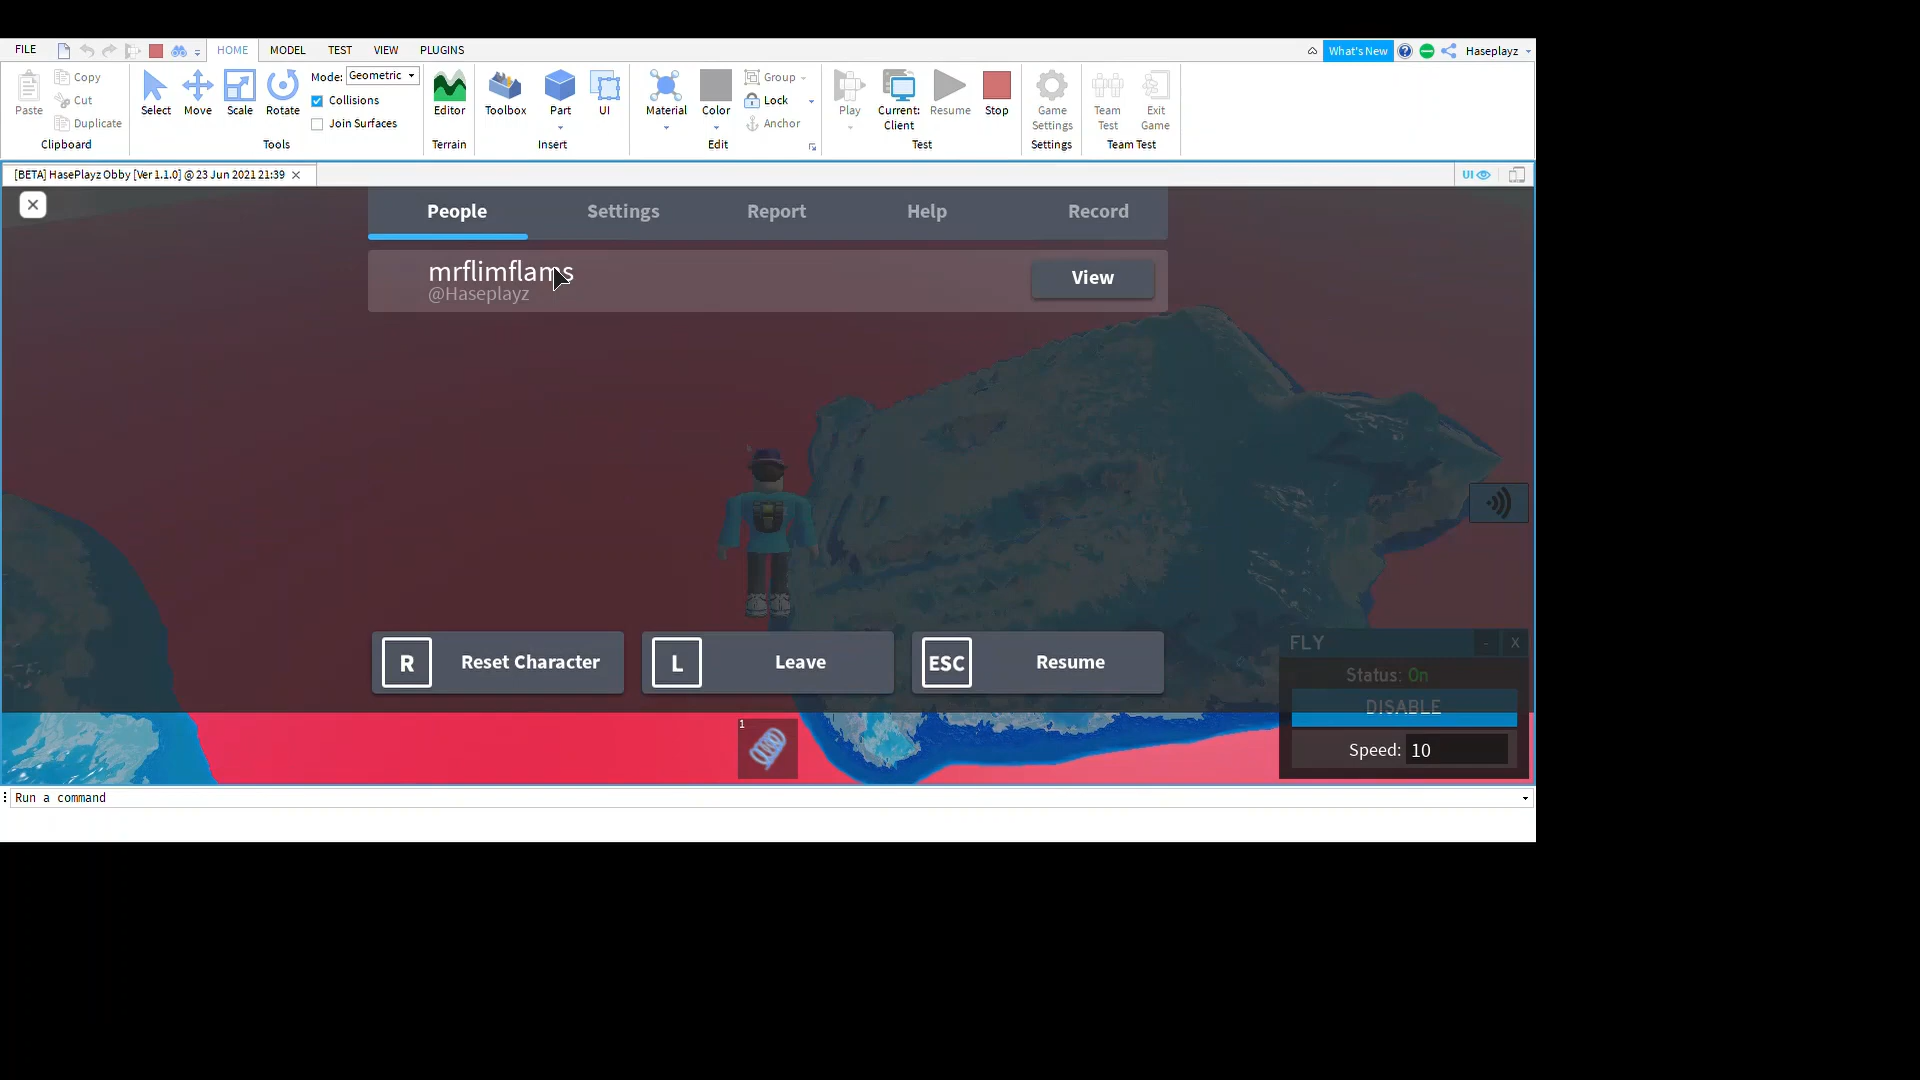 FILE HOME MODEL TEST VIEW PLUGINS What's New Haseplayz
Paste Copy Cut Duplicate
Select Move Scale Rotate
Mode: Geometric
Collisions
Join Surfaces
Editor Toolbox Part UI
Material Color Group Lock Anchor
Play Current: Client Resume Stop
Game Settings Team Test Exit Game
Clipboard Tools Terrain Insert Edit Test Settings Team Test
[BETA] HasePlayz Obby [Ver 1.1.0] @ 23 Jun 2021 21:39 UI
People Settings Report Help Record
mrflimflams
@Haseplayz
View
FLY - X
Status: On
R Reset Character L Leave ESC Resume
DISABLE
1
Speed: 10
Run a command